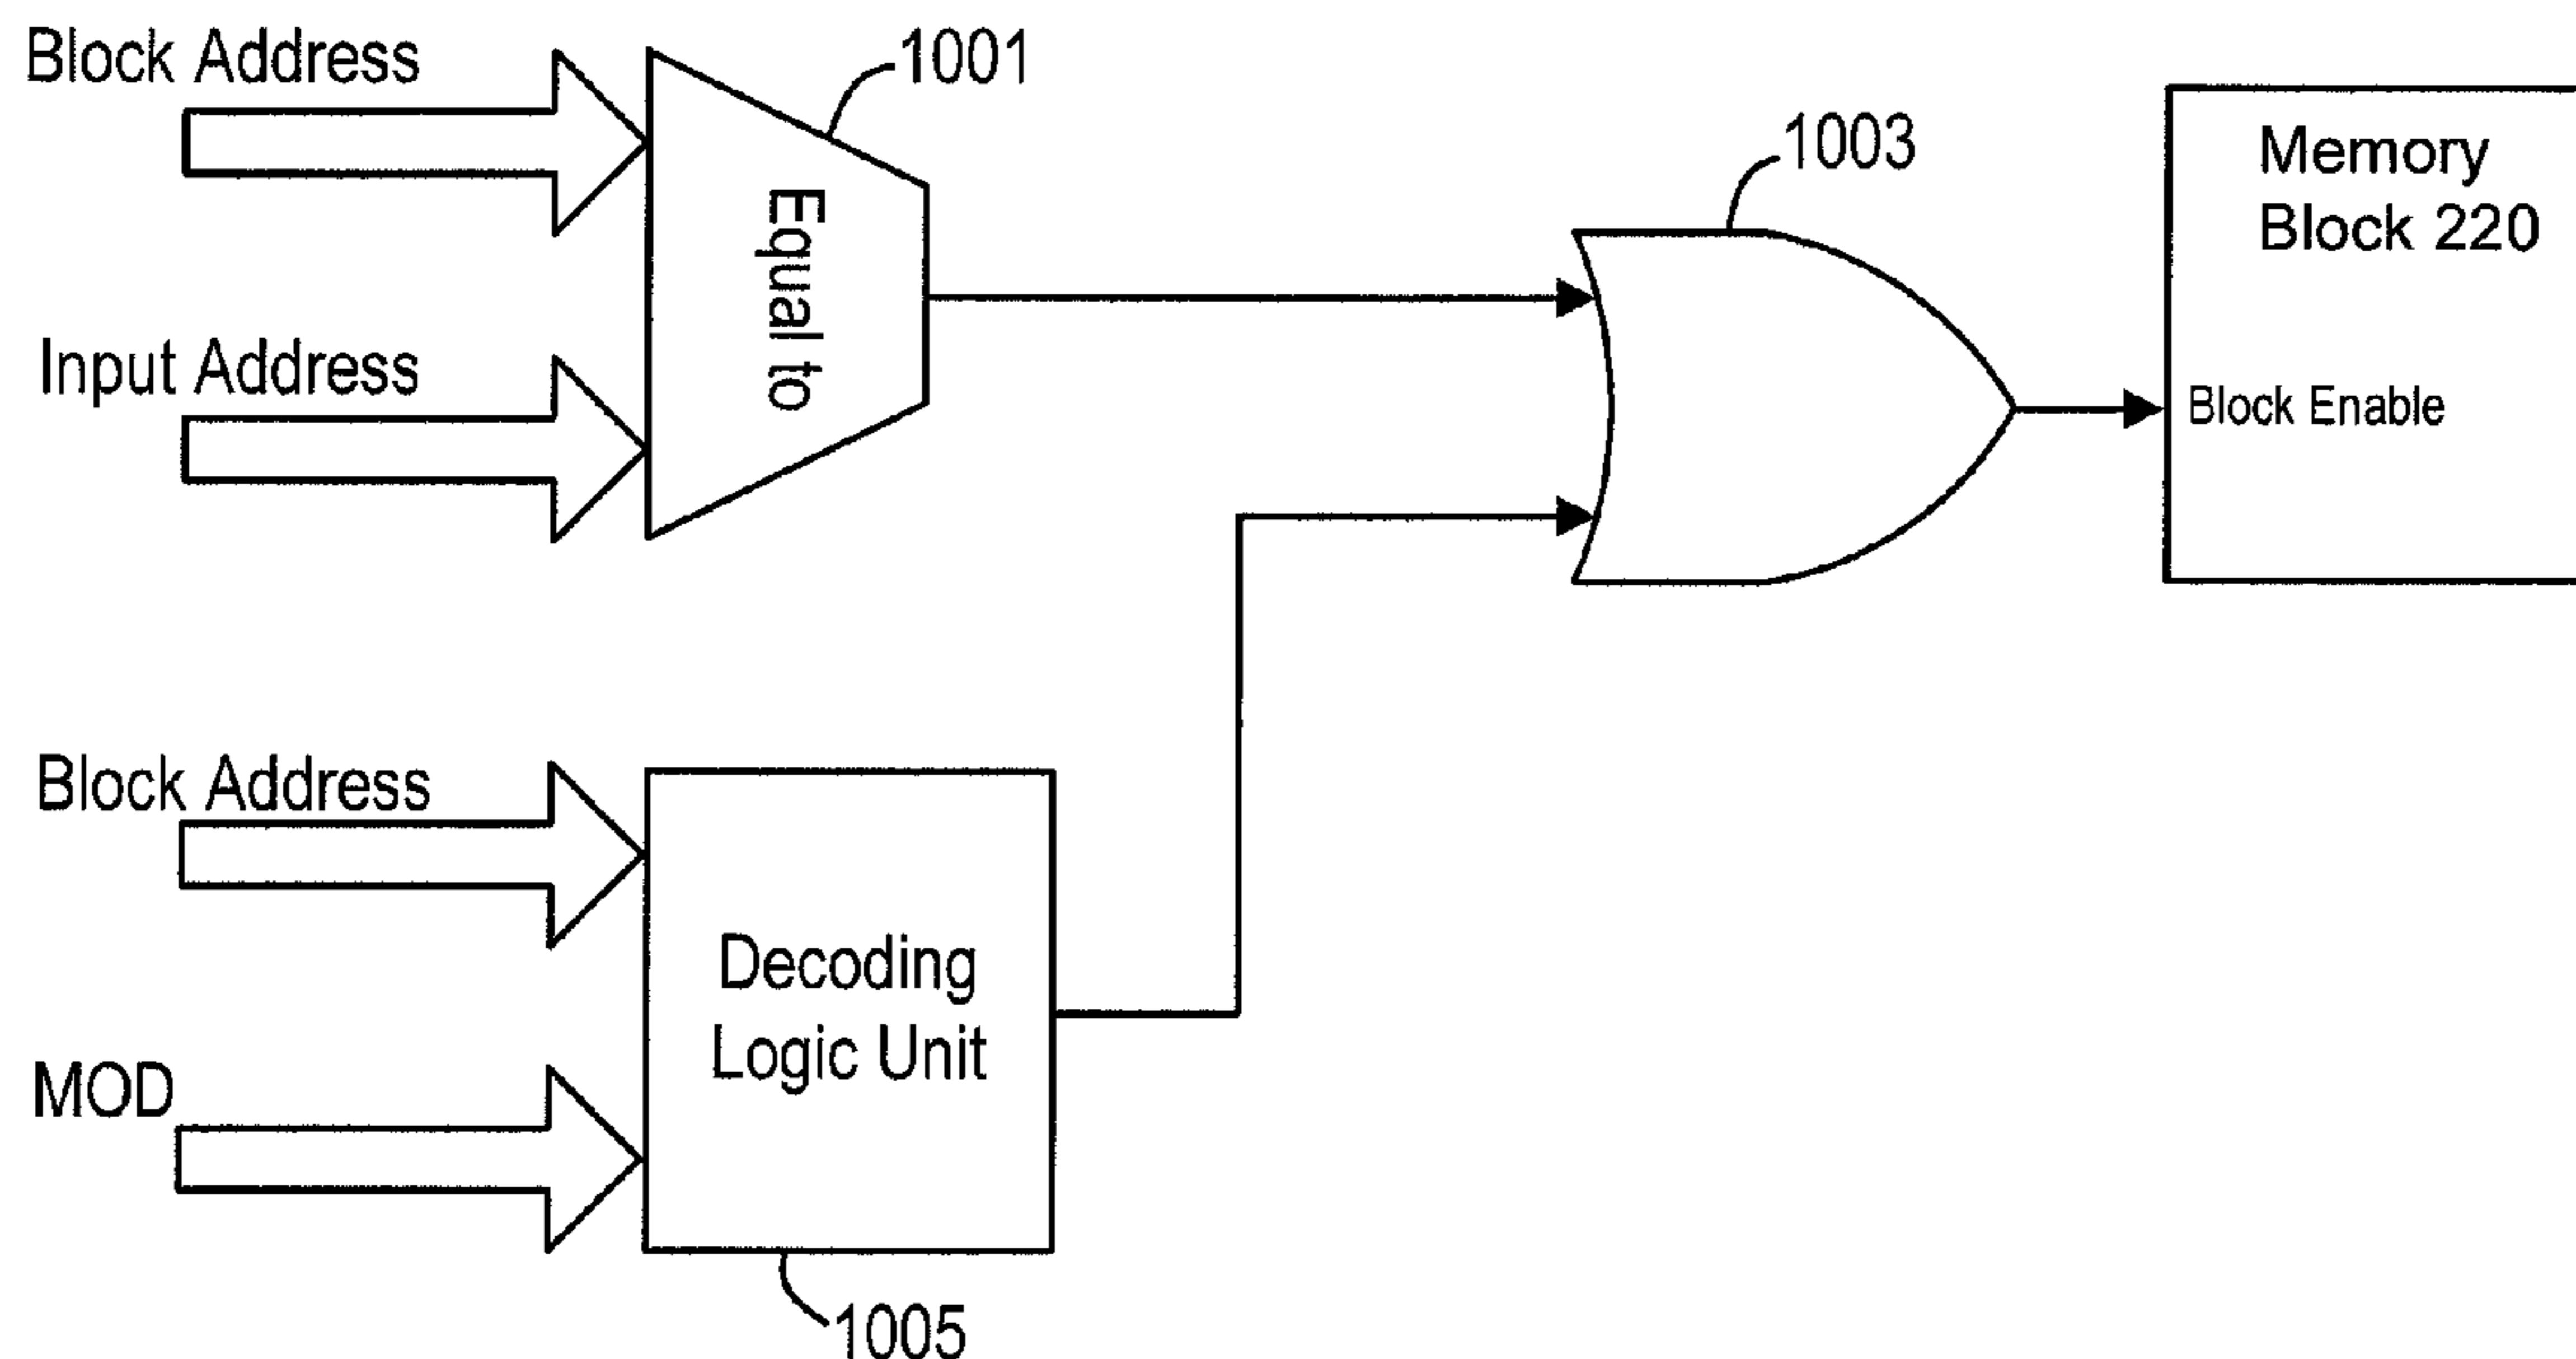 Block Address
1001
Equal to
Input Address
1003
Memory
Block 220
Block Enable
Block Address
MOD
Decoding
Logic Unit
1005